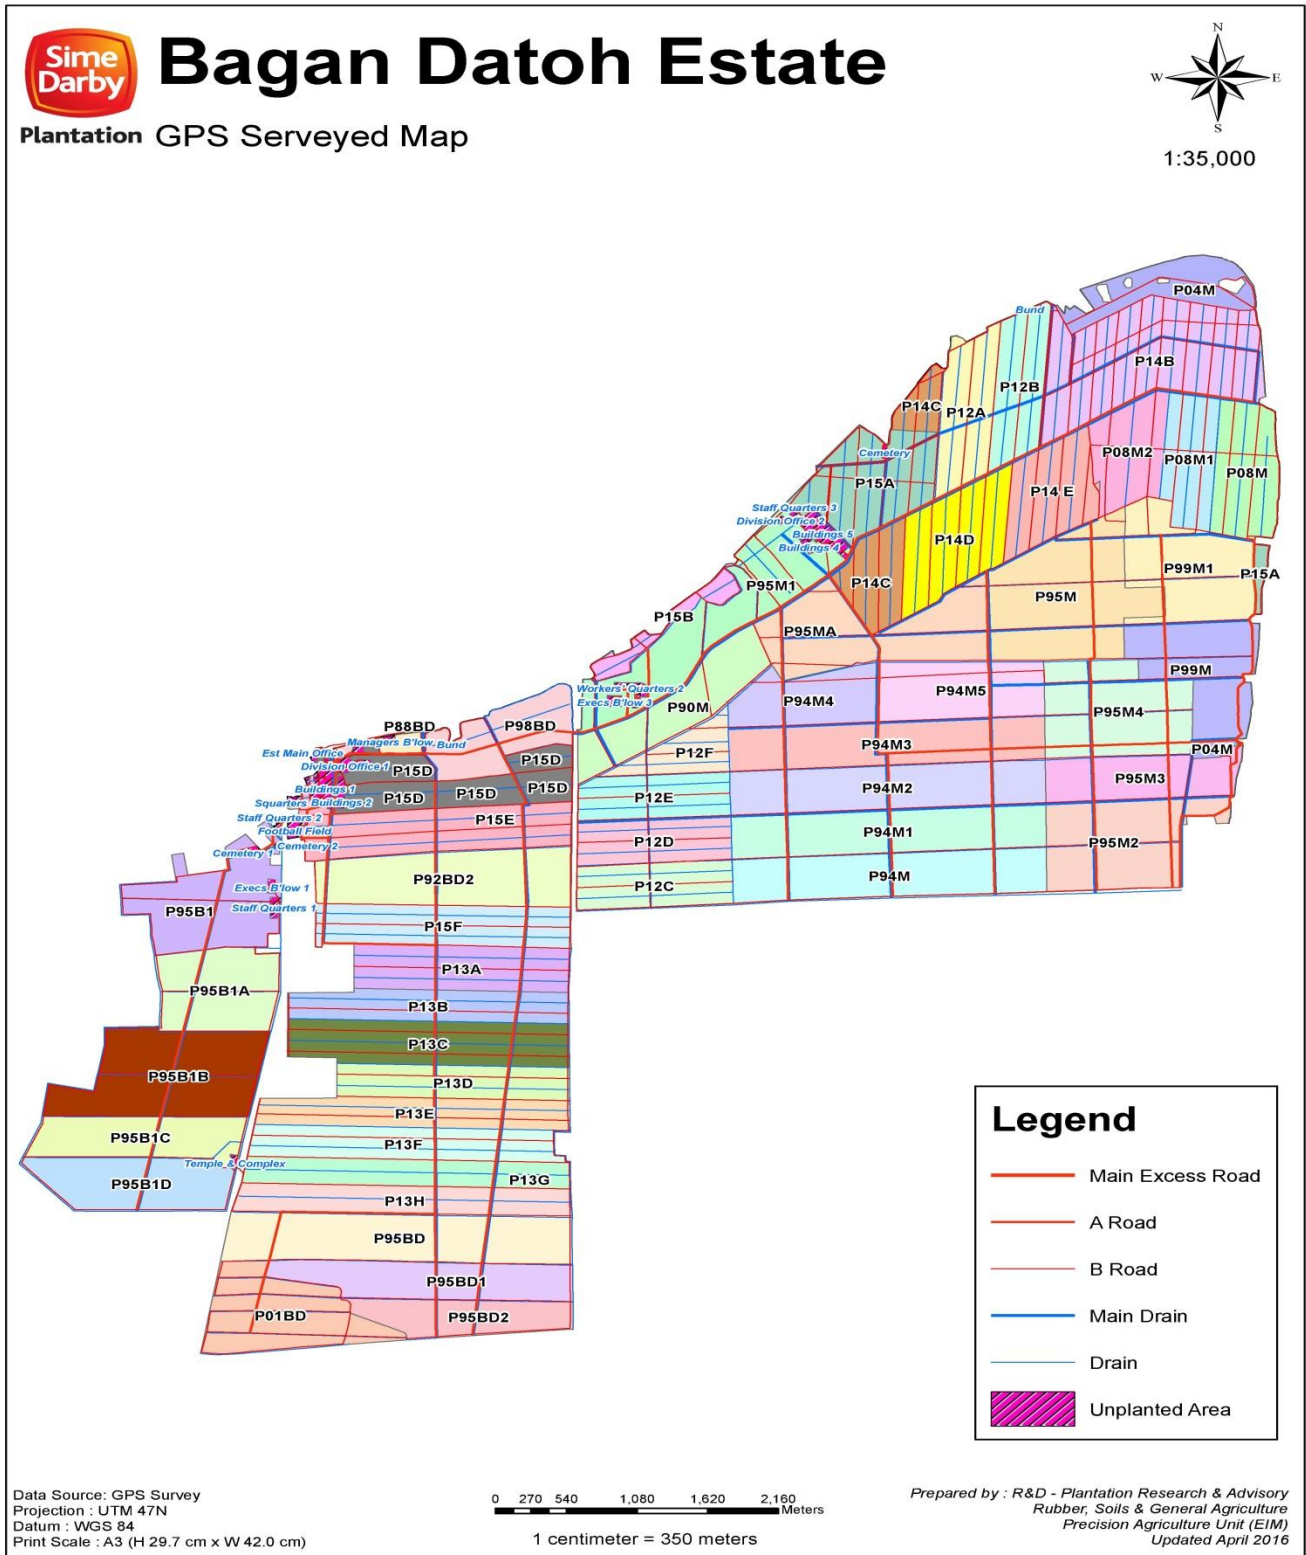 Sime
Darby
Plantation
Bagan Datoh Estate
GPS Serveyed Map
N
W E
S
1:35,000
P04M
Bund
P14B
P12B
P14C
P12A
P08M2
P08M1
P08M
Cemetery
P15A
P14 E
Staff Quarters 3
Division Office 2
Buildings 5
Buildings 4
P14D
P99M1
P15A
P14C
P95M1
P95M
P15B
P95MA
P99M
Workers' Quarters 2
Execs B'low 3
P90M
P94M4
P94M5
P95M4
P88BD
P98BD
Managers B'low
Bund
Est Main Office
P12F
P94M3
P04M
Division Office 1
P15D
P15D
P95M3
Buildings 1
P15D
P15D
P15D
P12E
P94M2
Squarters Buildings 2
Staff Quarters 2
P15E
Football Field
P94M1
Cemetery 2
P12D
P95M2
Cemetery 1
P92BD2
P12C
P94M
Execs B'low 1
P95B1
Staff Quarters 1
P15F
P13A
P95B1A
P13B
P13C
P95B1B
P13D
P13E
P95B1C
P13F
Temple & Complex
P95B1D
P13G
P13H
P95BD
P95BD1
P01BD
P95BD2
Legend
Main Excess Road
A Road
B Road
Main Drain
Drain
Unplanted Area
Data Source: GPS Survey
Projection : UTM 47N
Datum : WGS 84
Print Scale : A3 (H 29.7 cm x W 42.0 cm)
0 270 540 1,080 1,620 2,160
Meters
1 centimeter = 350 meters
Prepared by : R&D - Plantation Research & Advisory
Rubber, Soils & General Agriculture
Precision Agriculture Unit (EIM)
Updated April 2016